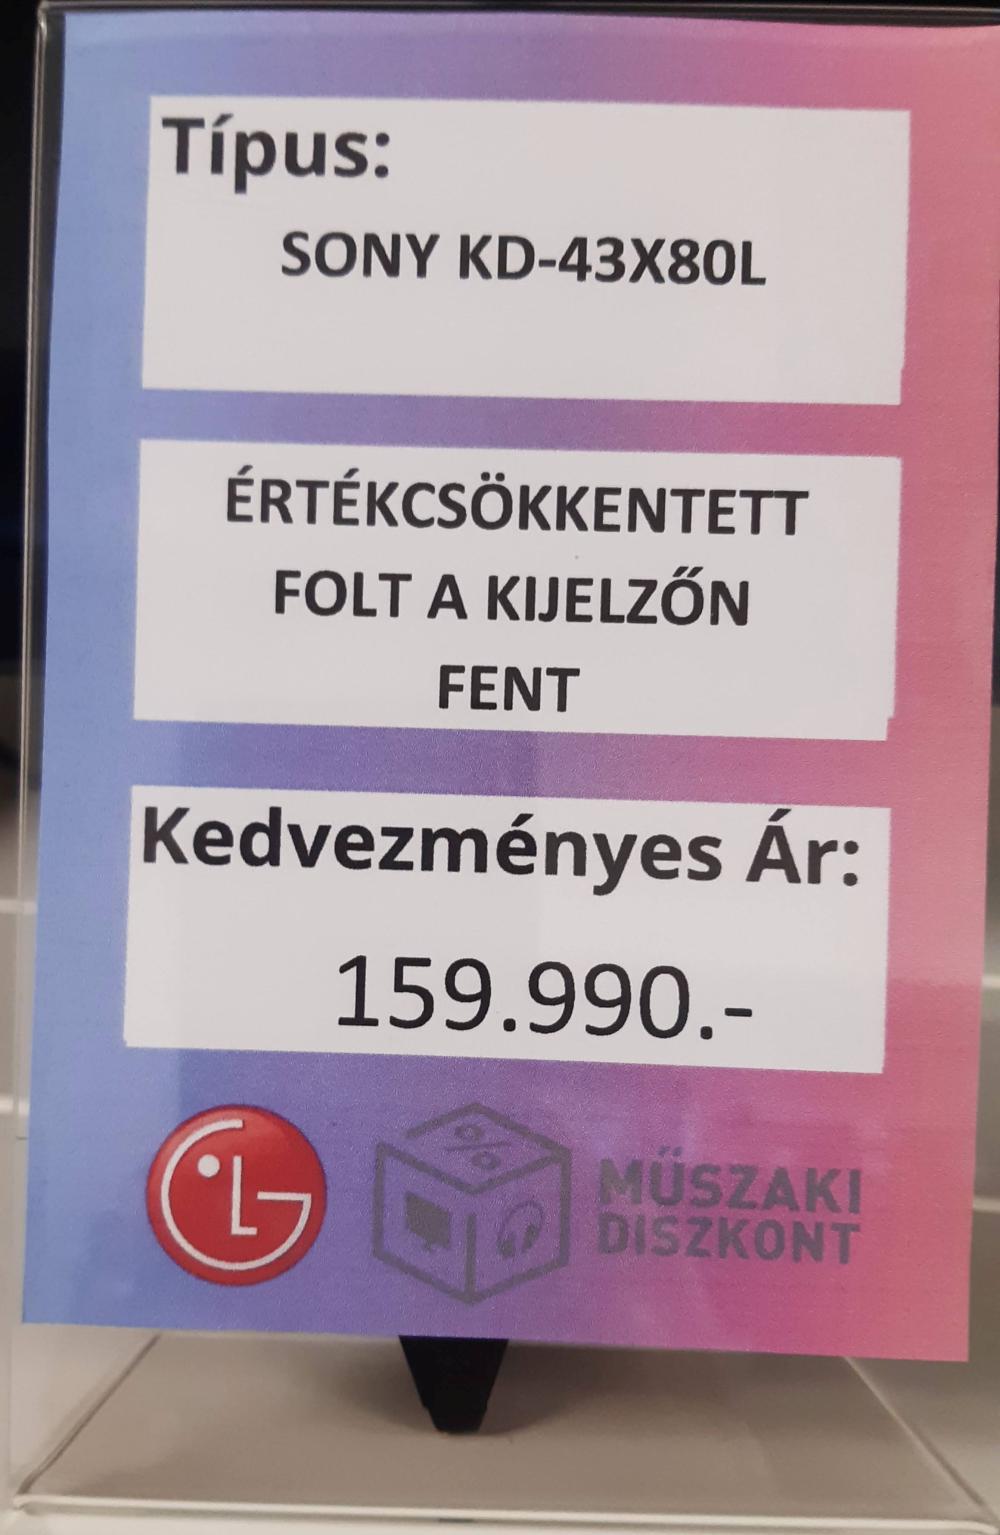 Típus:
SONY KD-43X80L
ÉRTÉKCSÖKKENTETT
FOLT A KIJELZŐN
FENT
Kedvezményes Ár:
159.990.-
LG
%
MŰSZAKI
DISZKONT